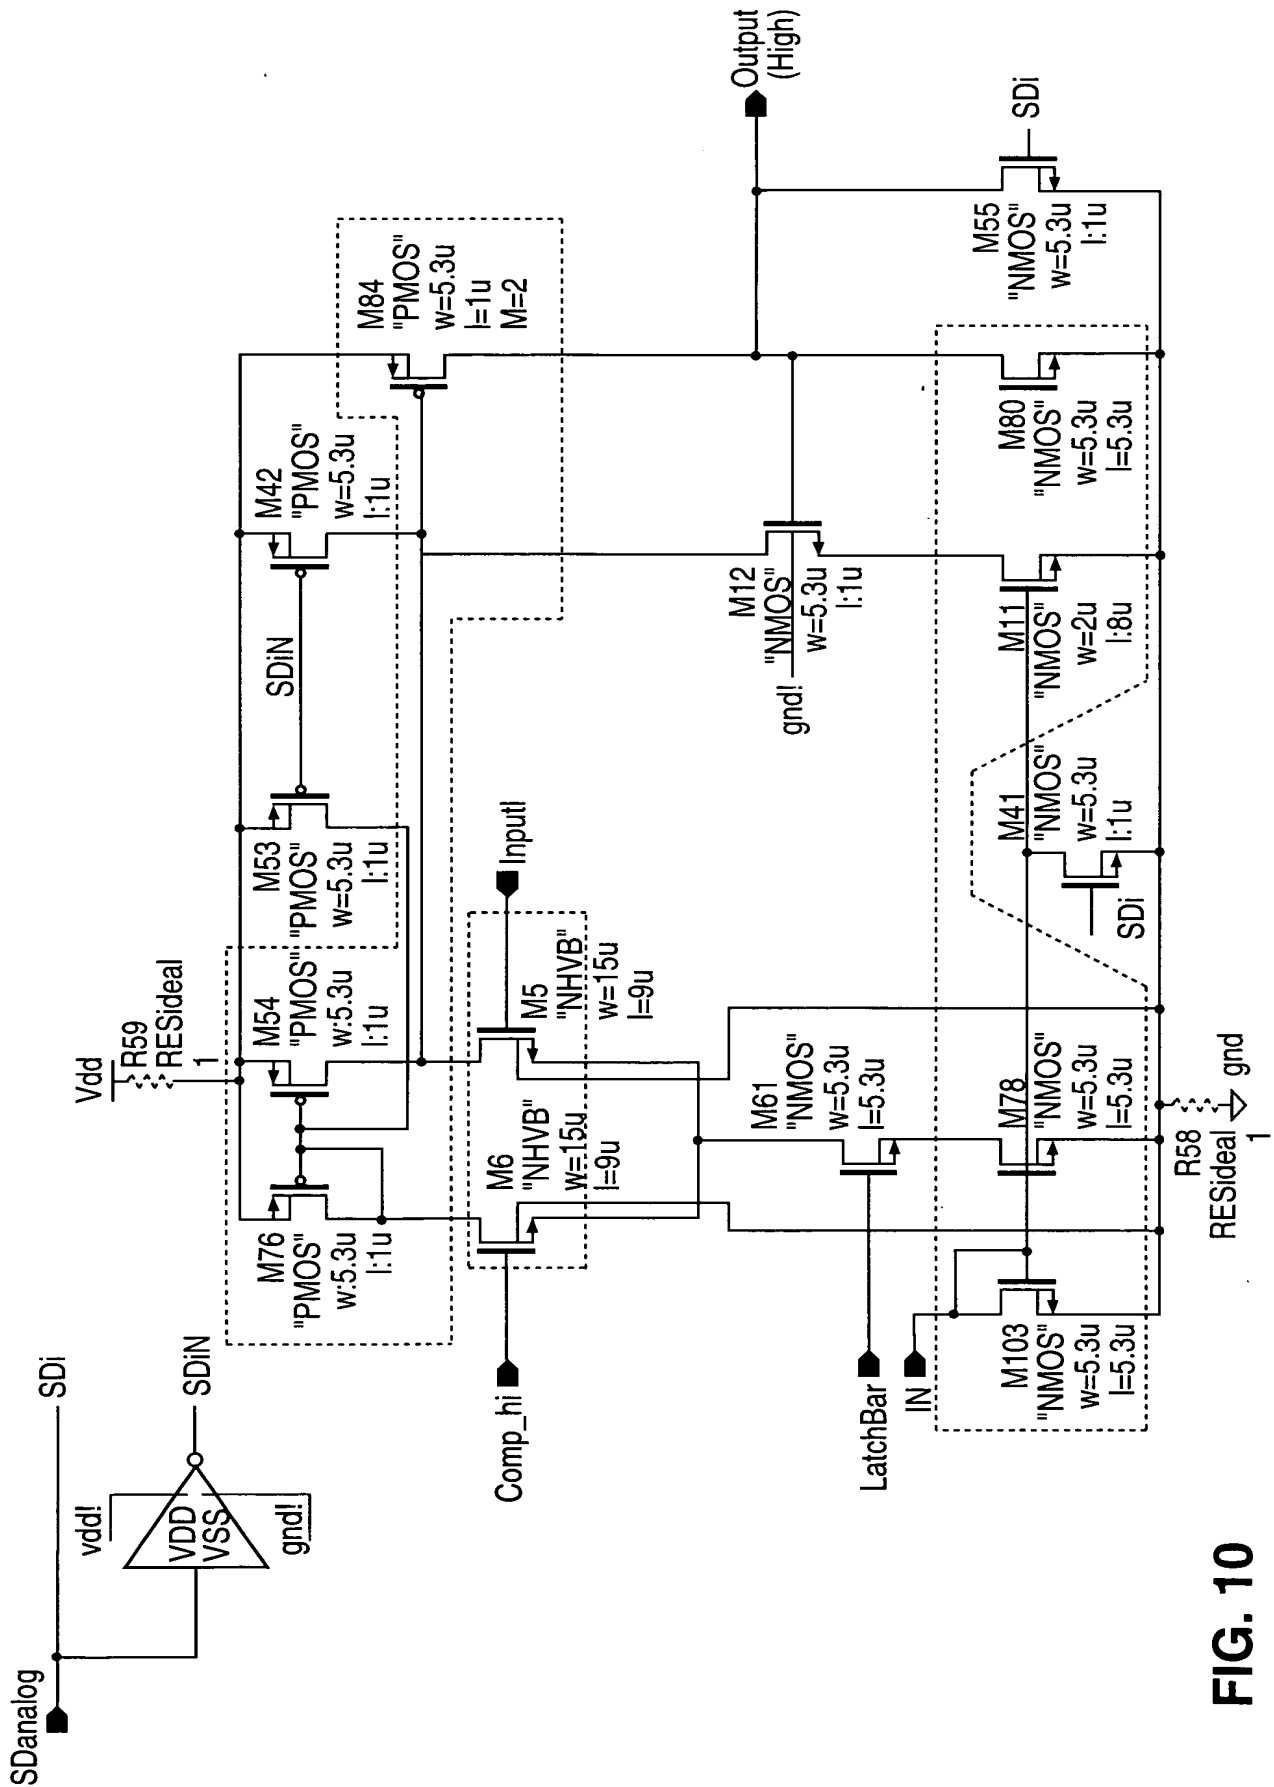 SDanalog
SDi
vdd!
VDD
VSS
gnd!
SDiN
Vdd
R59
RESideal
1
M76
"PMOS"
w:5.3u
l:1u
M54
"PMOS"
w:5.3u
l:1u
M53
"PMOS"
w=5.3u
l:1u
SDiN
M42
"PMOS"
w=5.3u
l:1u
M84
"PMOS"
w=5.3u
l=1u
M=2
Comp_hi
M6
"NHVB"
w=15u
l=9u
M5
"NHVB"
w=15u
l=9u
InputI
M12
"NMOS"
w=5.3u
l:1u
gnd!
Output
(High)
LatchBar
M61
"NMOS"
w=5.3u
l=5.3u
IN
M103
"NMOS"
w=5.3u
l=5.3u
M78
"NMOS"
w=5.3u
l=5.3u
M41
"NMOS"
w=5.3u
l:1u
SDi
M11
"NMOS"
w=2u
l:8u
M80
"NMOS"
w=5.3u
l=5.3u
M55
"NMOS"
w=5.3u
l:1u
SDi
R58
RESideal
1
gnd
FIG. 10